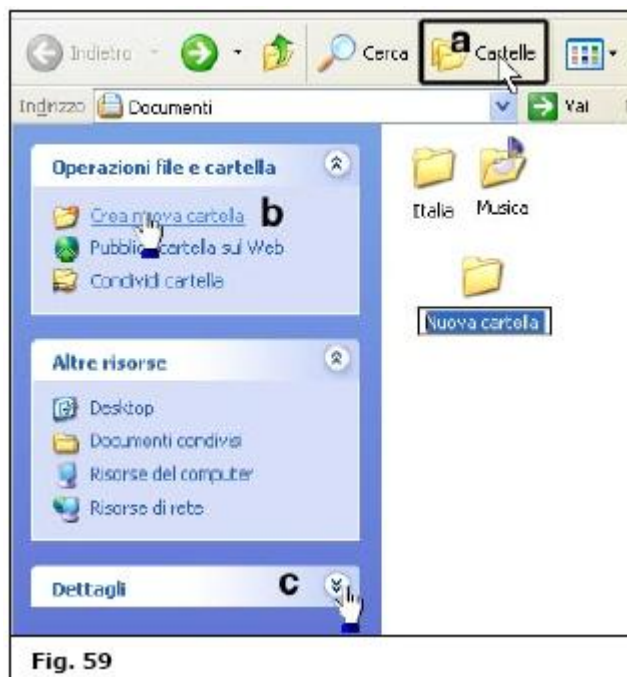 Indietro Cerca a Cartelle
Indirizzo Documenti Vai
Operazioni file e cartella
Crea nuova cartella b
Pubblica cartella sul Web
Condividi cartella
Italia Musica
Nuova cartella
Altre risorse
Desktop
Documenti condivisi
Risorse del computer
Risorse di rete
Dettagli c
Fig. 59